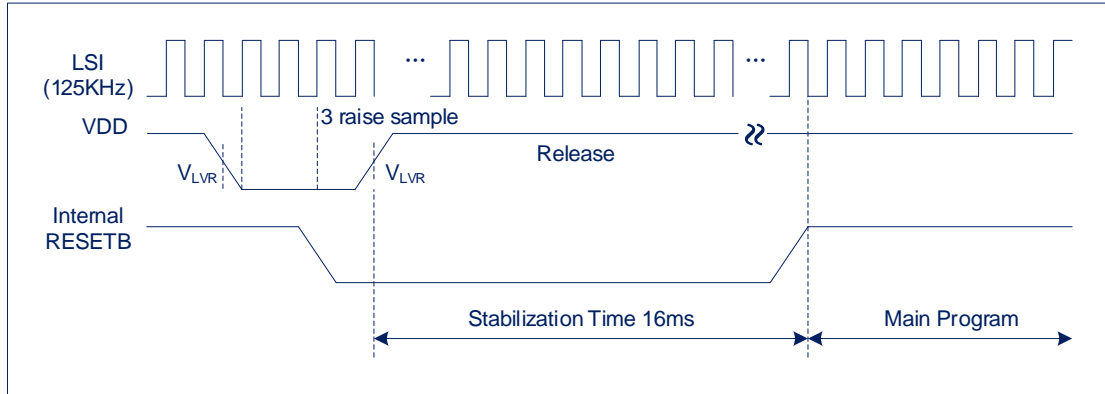 LSI
(125KHz)
... ...
3 raise sample
VDD
VLVR VLVR
Release
Internal
RESETB
Stabilization Time 16ms
Main Program